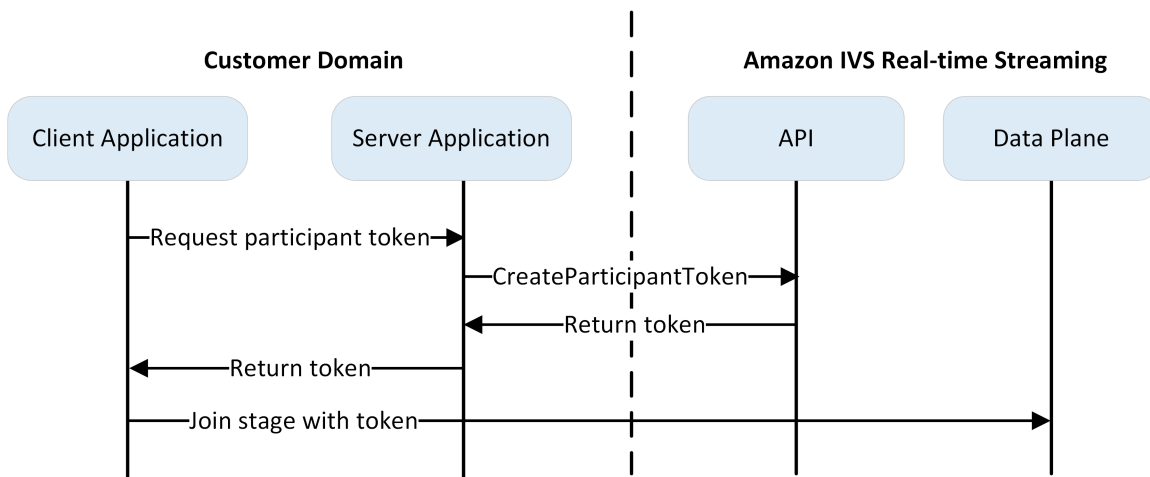 Customer Domain
Amazon IVS Real-time Streaming
Client Application
Server Application
API
Data Plane
Request participant token
CreateParticipantToken
Return token
Return token
Join stage with token